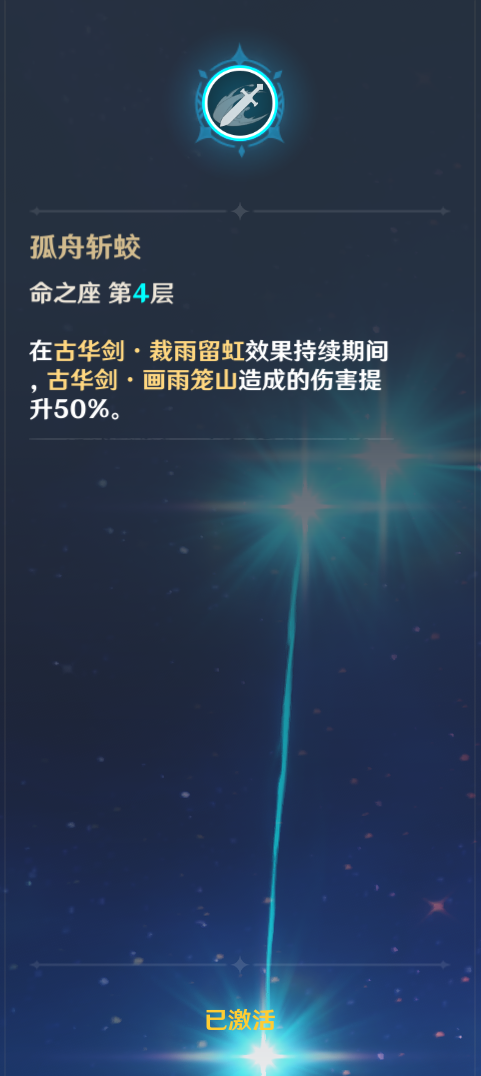 孤舟斩蛟
命之座 第4层
在古华剑·裁雨留虹效果持续期间
，古华剑·画雨笼山造成的伤害提
升50%。
已激活